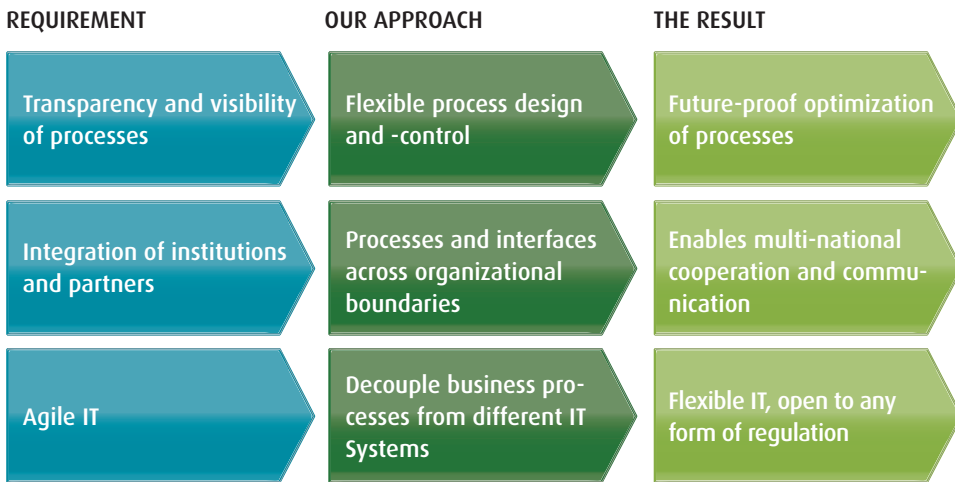 REQUIREMENT
OUR APPROACH
THE RESULT
Transparency and visibility
of processes
Flexible process design
and -control
Future-proof optimization
of processes
Integration of institutions
and partners
Processes and interfaces
across organizational
boundaries
Enables multi-national
cooperation and commu-
nication
Agile IT
Decouple business pro-
cesses from different IT
Systems
Flexible IT, open to any
form of regulation